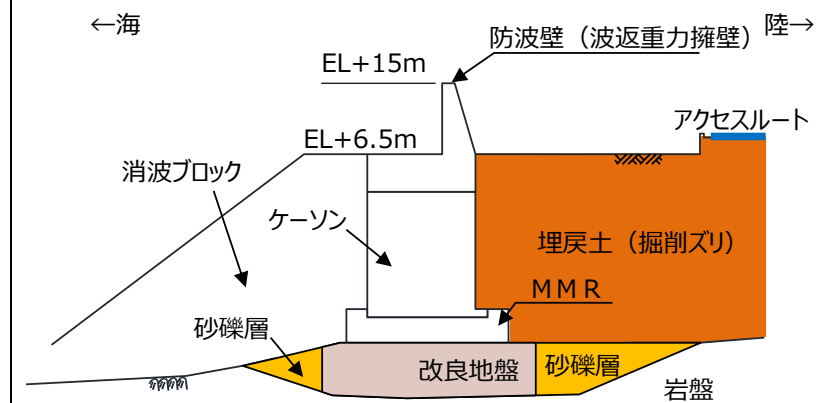 ←海
防波壁（波返重力擁壁）
陸→
EL+15m
アクセスルート
EL+6.5m
消波ブロック
ケーソン
埋戻土（掘削ズリ）
ＭＭＲ
砂礫層
改良地盤
砂礫層
岩盤